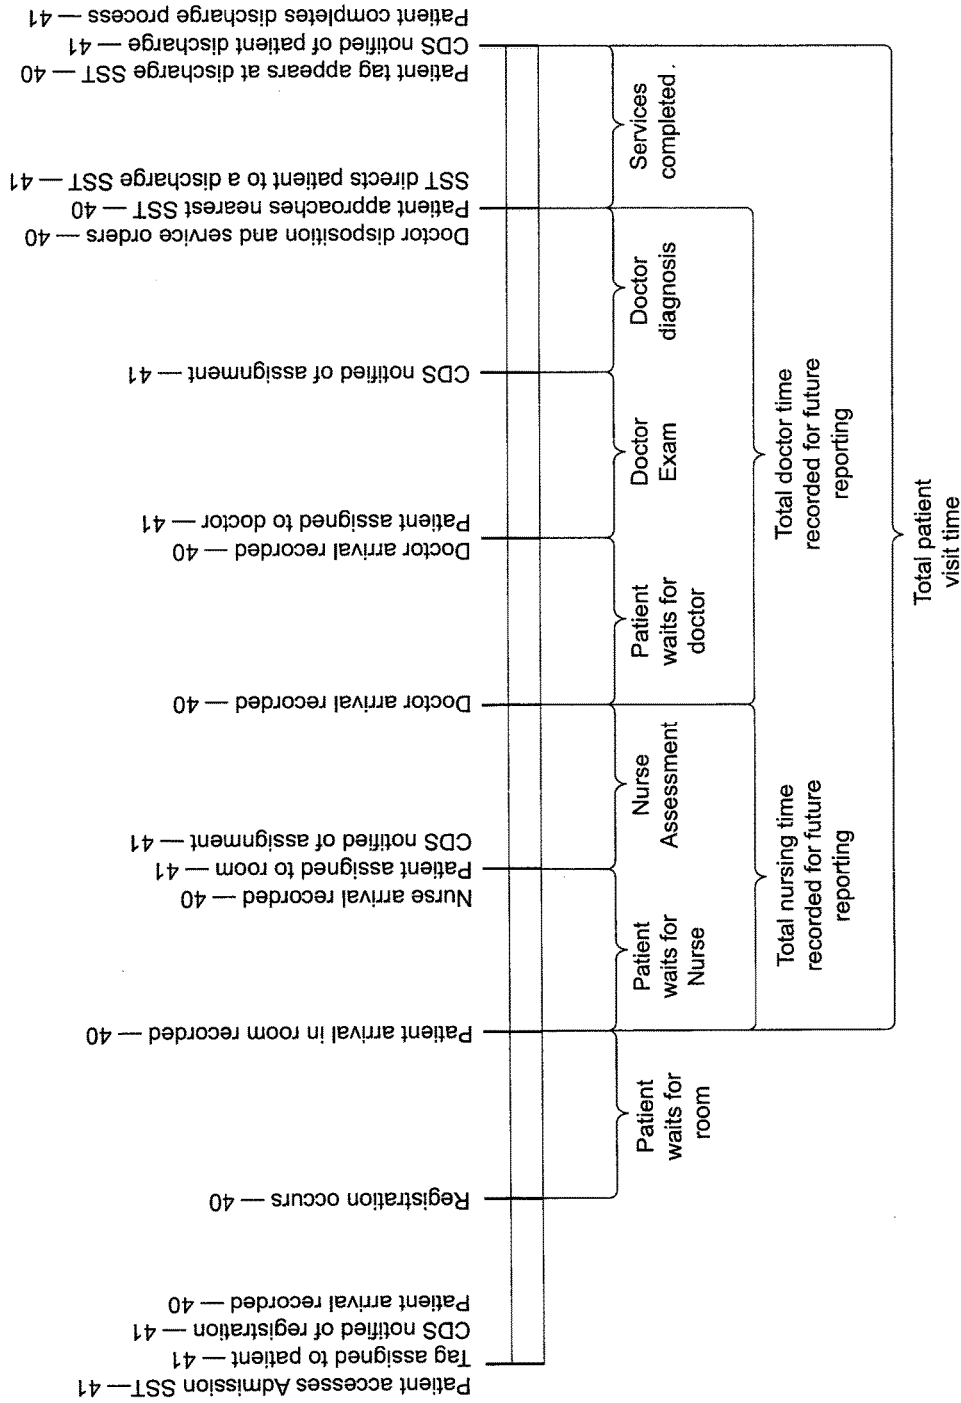 Patient accesses Admission SST— 41
Tag assigned to patient — 41
CDS notified of registration — 41
Patient arrival recorded — 40
Registration occurs — 40
Patient arrival in room recorded — 40
Nurse arrival recorded — 40
Patient assigned to room — 41
CDS notified of assignment — 41
Doctor arrival recorded — 40
Doctor arrival recorded — 40
Patient assigned to doctor — 41
CDS notified of assignment — 41
Doctor disposition and service orders — 40
Patient approaches nearest SST — 40
SST directs patient to a discharge SST — 41
Patient tag appears at discharge SST — 40
CDS notified of patient discharge — 41
Patient completes discharge process — 41
Patient
waits for
room
Patient
waits for
Nurse
Nurse
Assessment
Patient
waits for
doctor
Doctor
Exam
Doctor
diagnosis
Services
completed.
Total nursing time
recorded for future
reporting
Total doctor time
recorded for future
reporting
Total patient
visit time